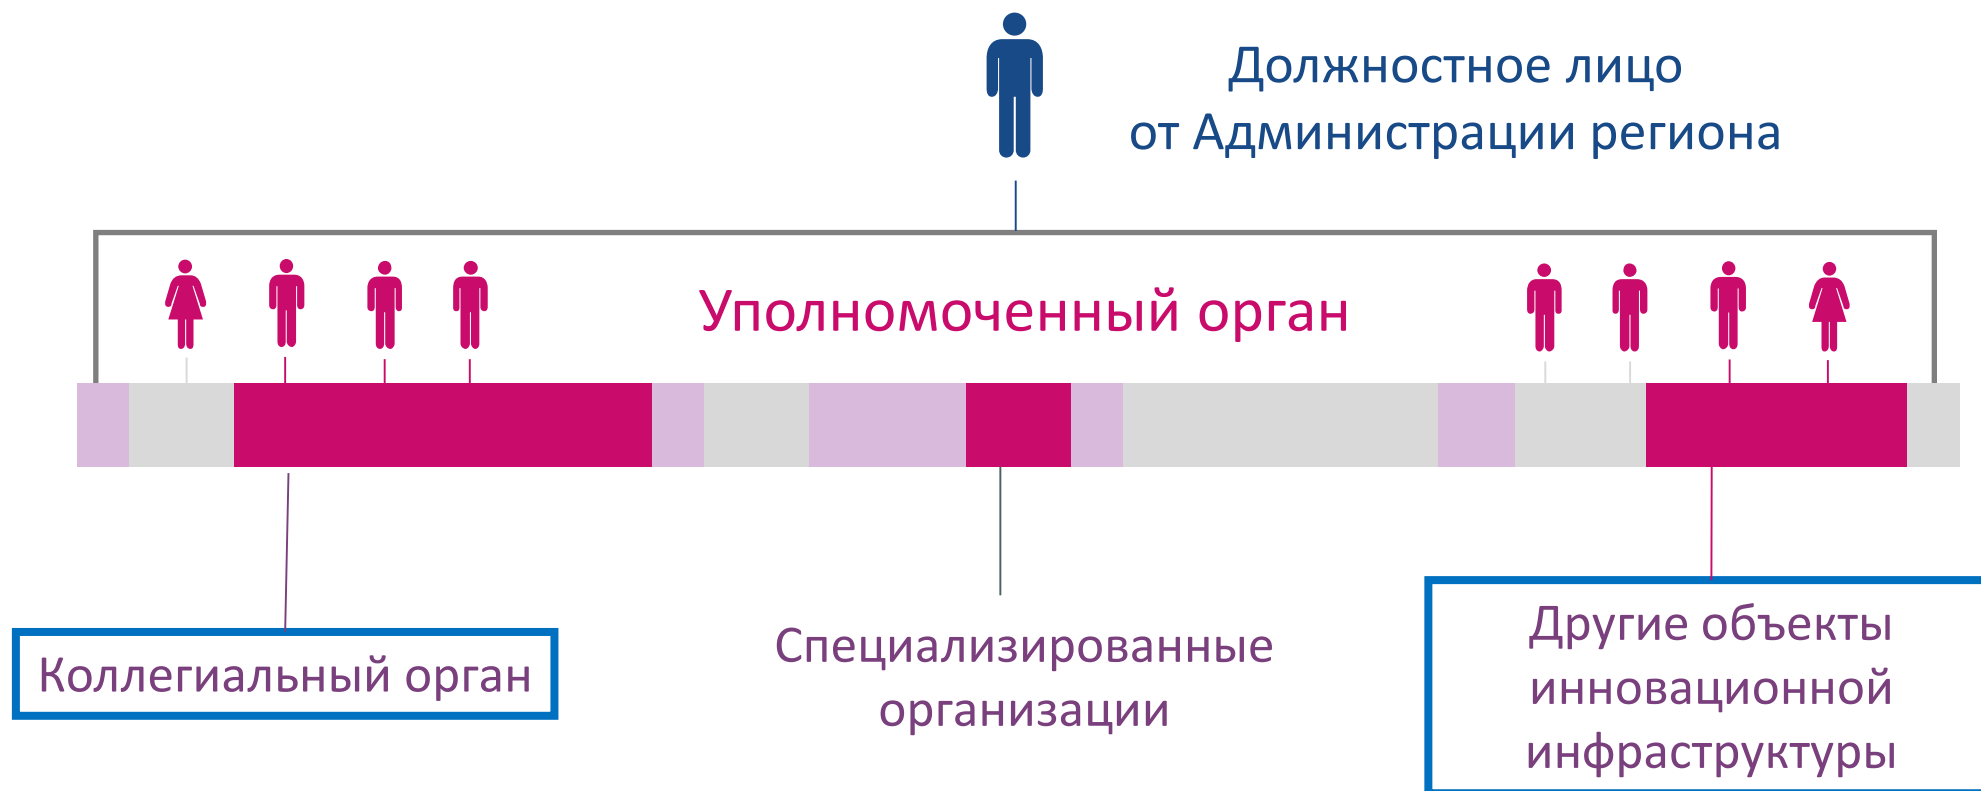 Должностное лицо
от Администрации региона
Уполномоченный орган
Коллегиальный орган
Специализированные
организации
Другие объекты
инновационной
инфраструктуры